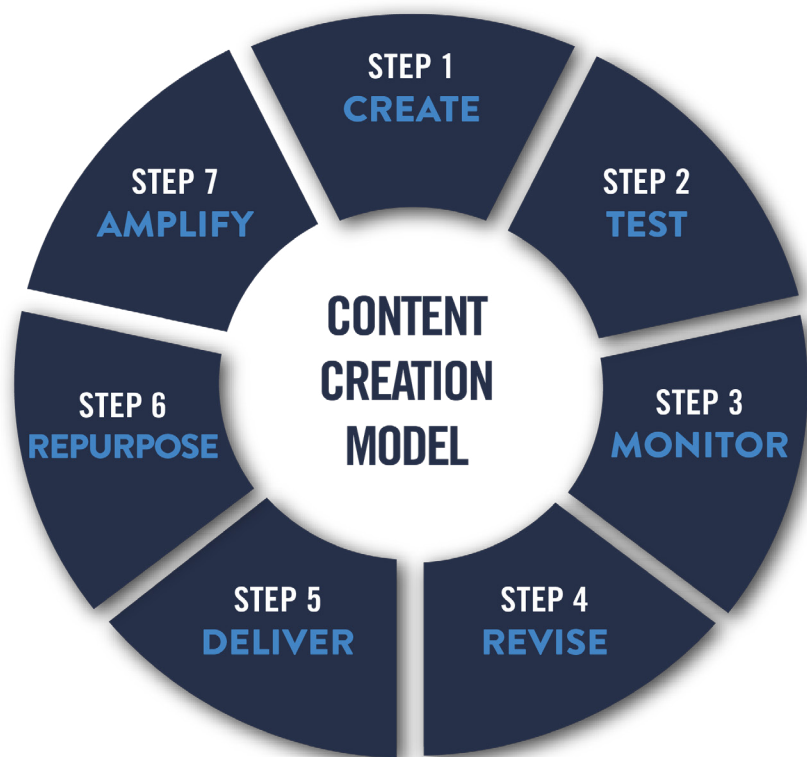 STEP 1
CREATE
STEP 2
TEST
STEP 3
MONITOR
STEP 4
REVISE
STEP 5
DELIVER
STEP 6
REPURPOSE
STEP 7
AMPLIFY
CONTENT
CREATION
MODEL